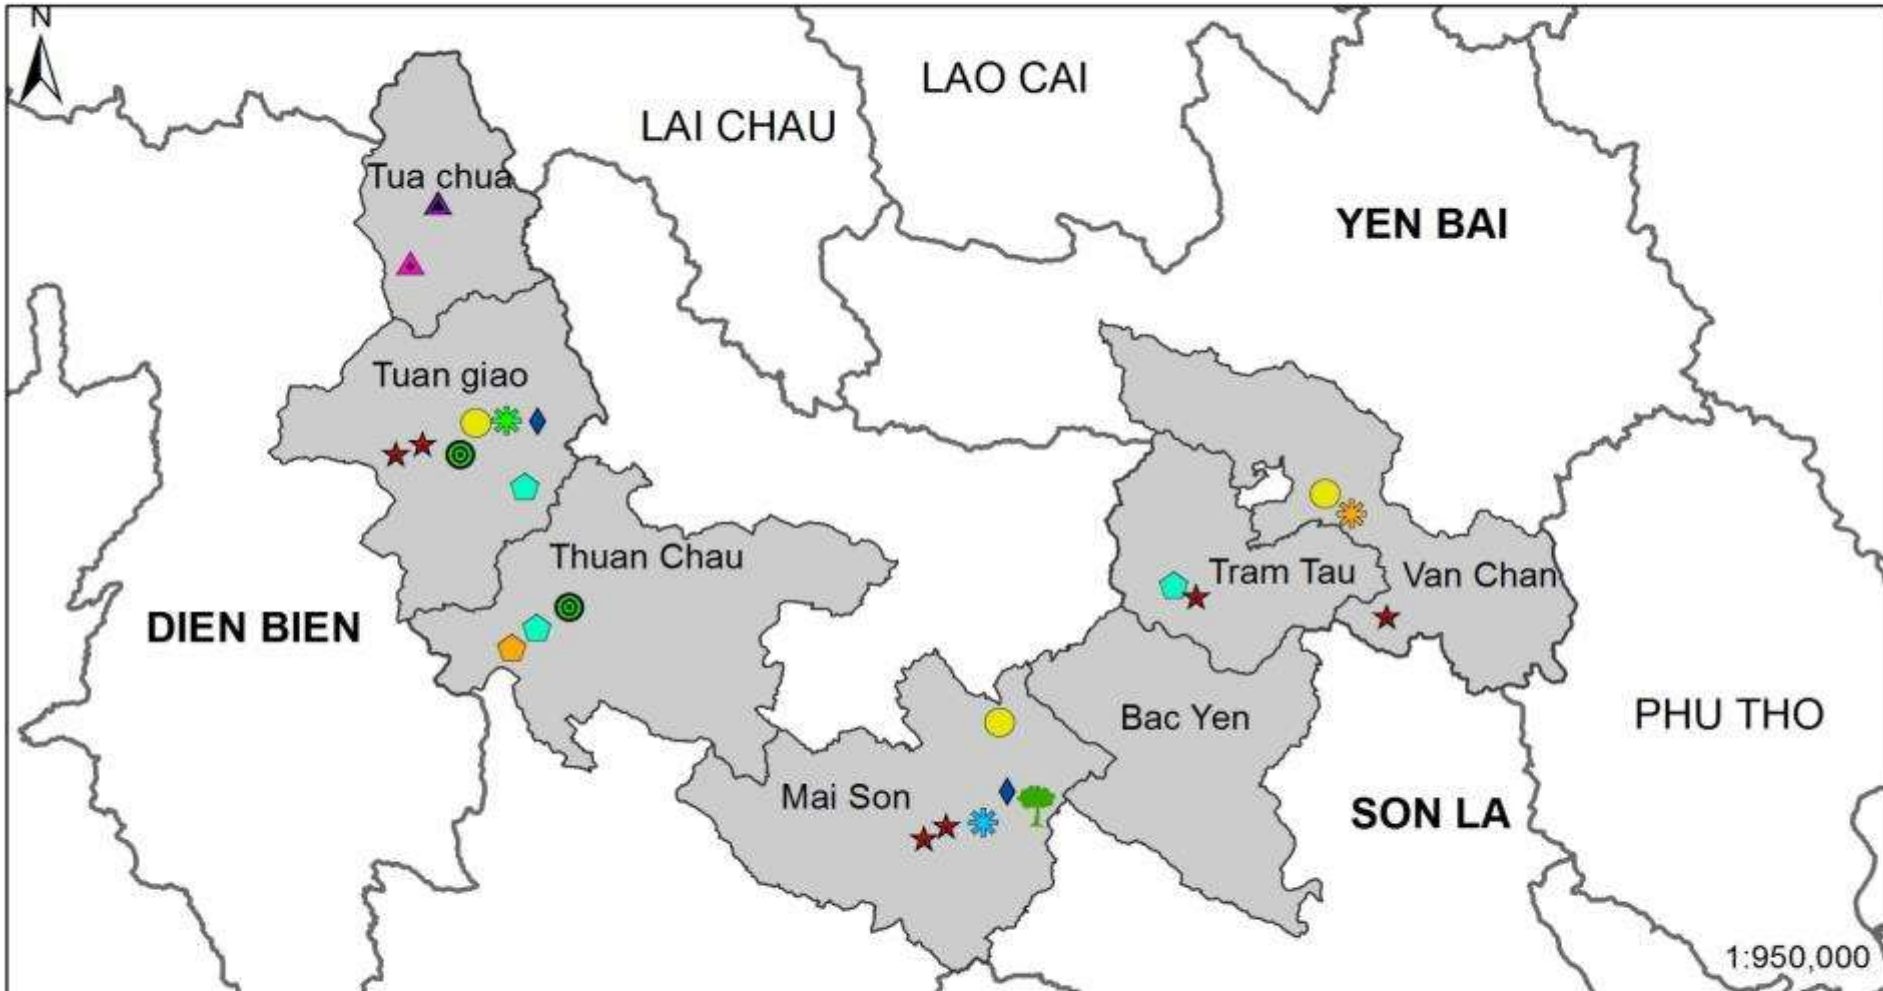 N
LAO CAI
LAI CHAU
Tua chua
YEN BAI
Tuan giao
Thuan Chau
Tram Tau
Van Chan
DIEN BIEN
Bac Yen
PHU THO
Mai Son
SON LA
1:950,000